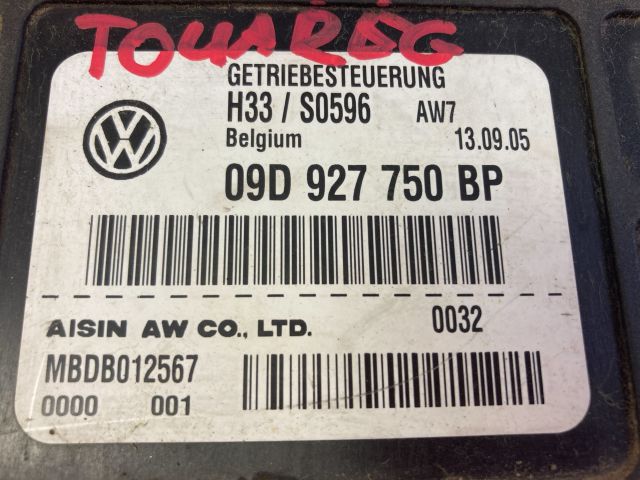 TOUAREG
GETRIEBESTEUERUNG
H33 / S0596 AW7
Belgium 13.09.05
09D 927 750 BP
AISIN AW CO., LTD. 0032
MBDB012567
0000 001